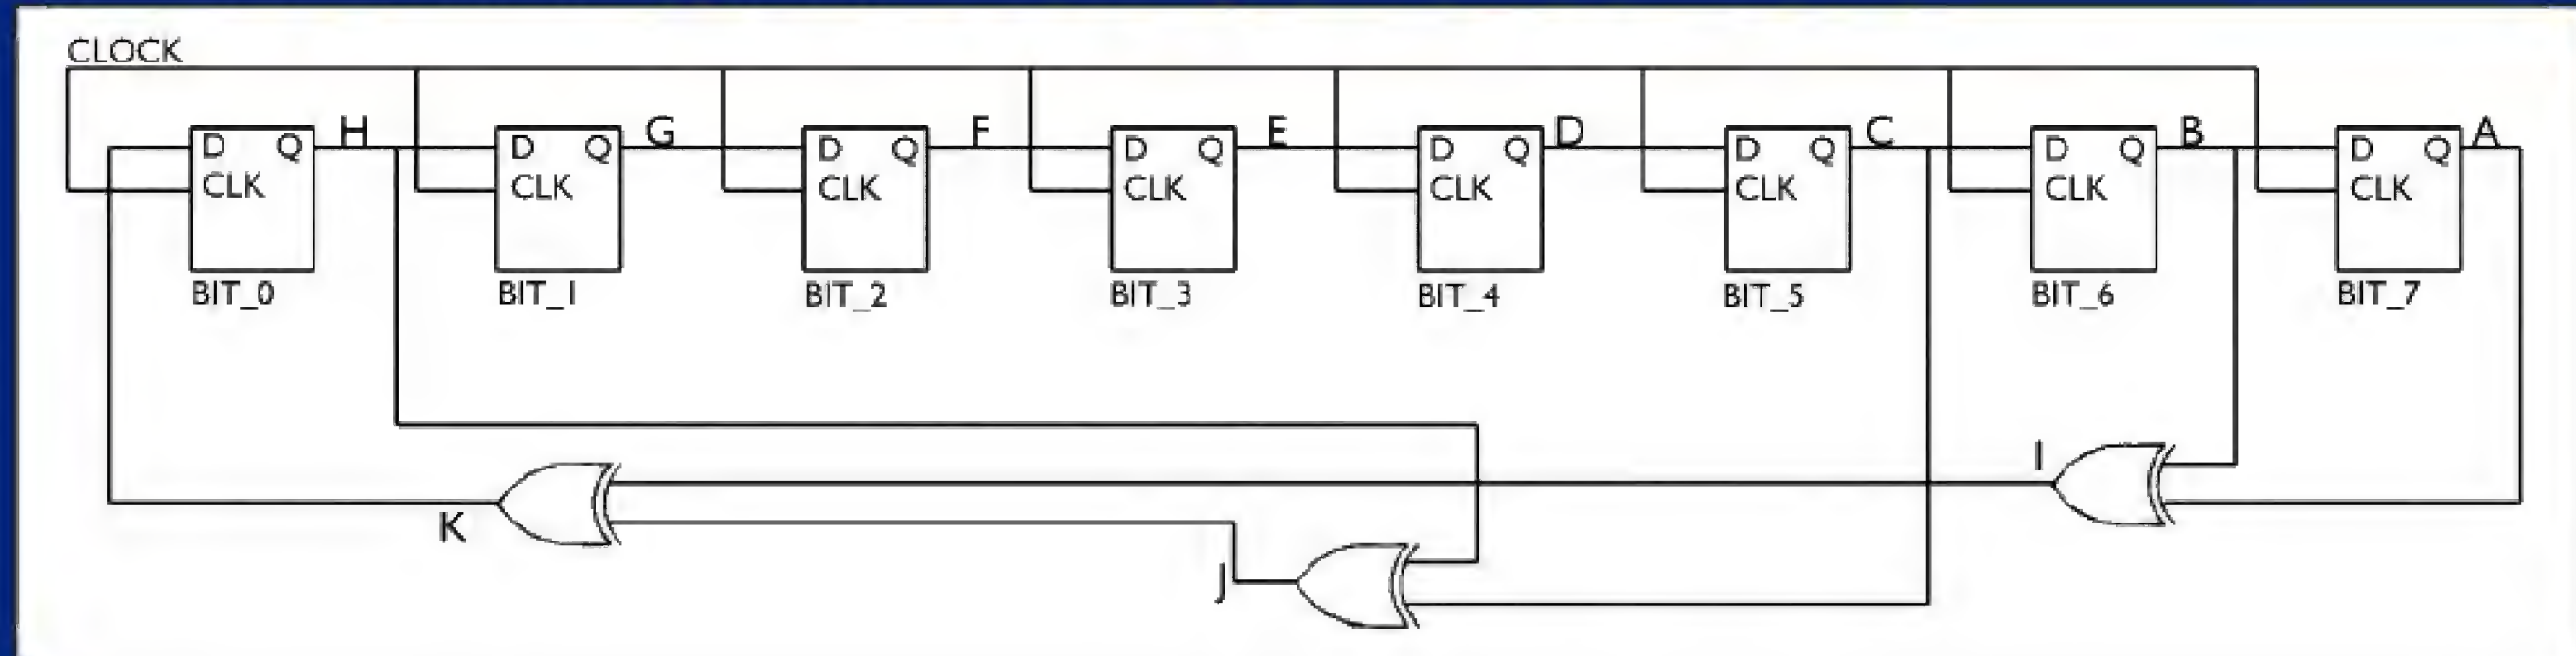 CLOCK
H G F E D C B A
D Q D Q D Q D Q D Q D Q D Q D Q
CLK CLK CLK CLK CLK CLK CLK CLK
BIT_0 BIT_1 BIT_2 BIT_3 BIT_4 BIT_5 BIT_6 BIT_7
I
K
J